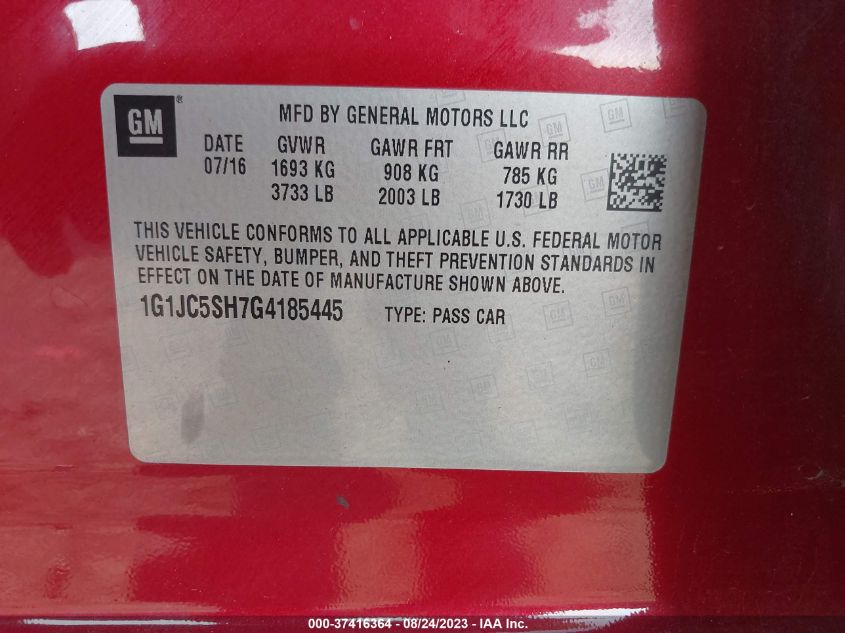 GM®
MFD BY GENERAL MOTORS LLC
DATE GVWR GAWR FRT GAWR RR
07/16 1693 KG 908 KG 785 KG
3733 LB 2003 LB 1730 LB
THIS VEHICLE CONFORMS TO ALL APPLICABLE U.S. FEDERAL MOTOR
VEHICLE SAFETY, BUMPER, AND THEFT PREVENTION STANDARDS IN
EFFECT ON THE DATE OF MANUFACTURE SHOWN ABOVE.
1G1JC5SH7G4185445 TYPE: PASS CAR
000-37416364 - 08/24/2023 - IAA Inc.